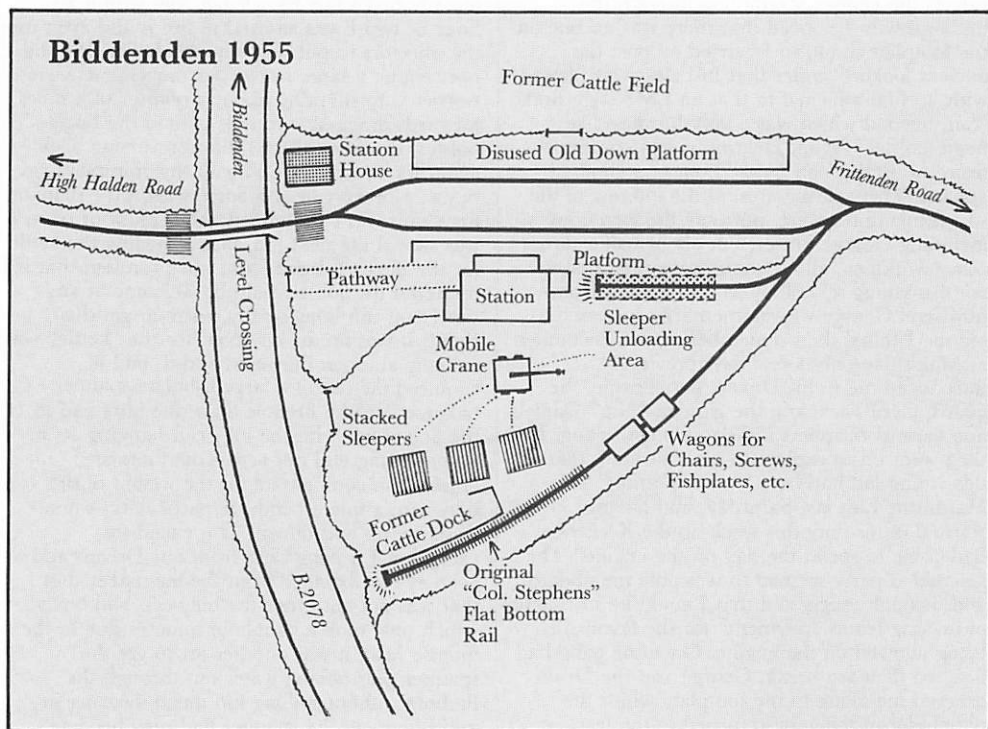 Biddenden 1955
Biddenden
Former Cattle Field
Station
House
Disused Old Down Platform
High Halden Road
Frittenden Road
Level Crossing
Pathway
Station
Platform
Sleeper
Unloading
Area
Mobile
Crane
Stacked
Sleepers
Wagons for
Chairs, Screws,
Fishplates, etc.
Former
Cattle Dock
Original
"Col. Stephens"
Flat Bottom
Rail
B.2078